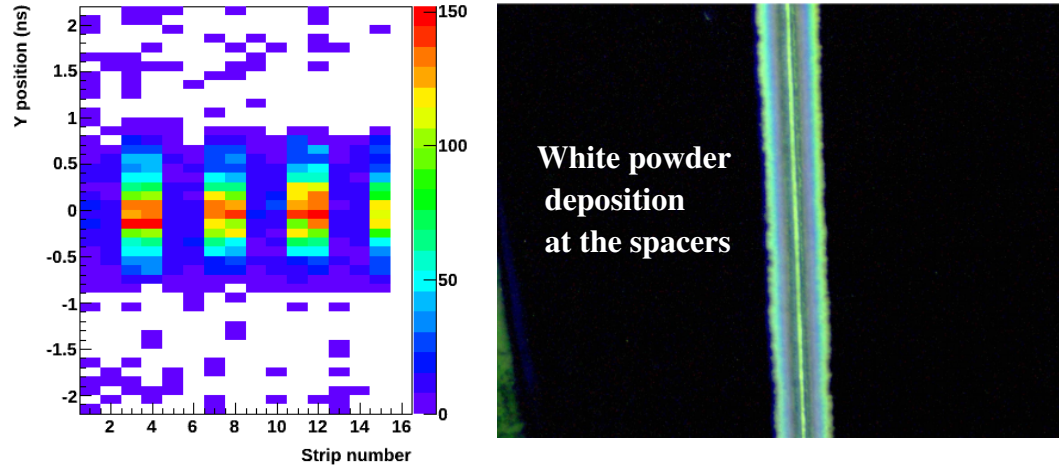 Y position (ns)
2
1.5
1
0.5
0
-0.5
-1
-1.5
-2
2 4 6 8 10 12 14 16
Strip number
150
100
50
0
White powder
deposition
at the spacers